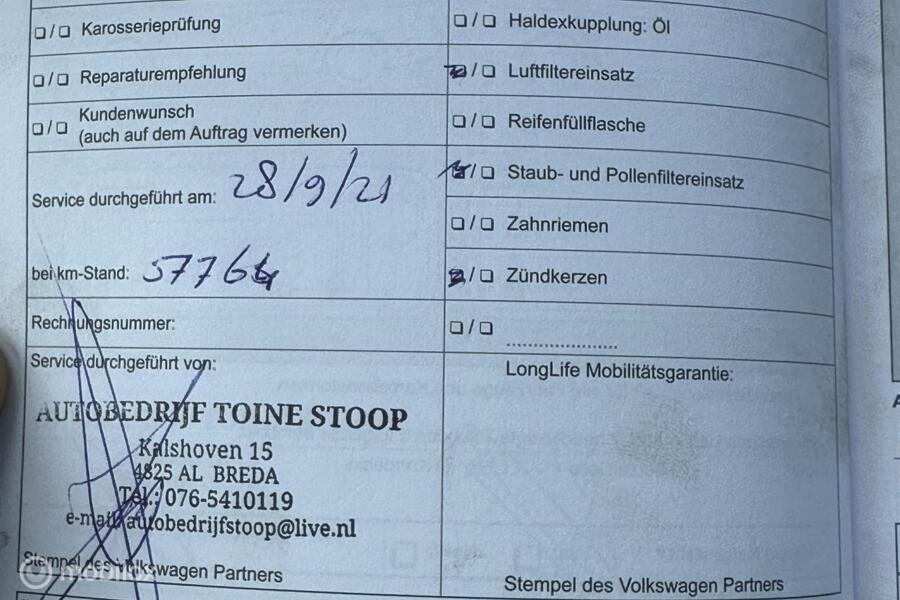 ☐ / ☐ Karosserieprüfung
☐ / ☐ Reparaturempfehlung
☐ / ☐ Kundenwunsch
(auch auf dem Auftrag vermerken)
Service durchgeführt am: 28/9/21
bei km-Stand: 57764
Rechnungsnummer:
Service durchgeführt von:
AUTOBEDRIJF TOINE STOOP
Kalshoven 15
4825 AL BREDA
Tel.: 076-5410119
e-mail: autobedrijfstoop@live.nl
Stempel des Volkswagen Partners
☐ / ☐ Haldexkupplung: Öl
☑ / ☐ Luftfiltereinsatz
☐ / ☐ Reifenfüllflasche
☑ / ☐ Staub- und Pollenfiltereinsatz
☐ / ☐ Zahnriemen
☑ / ☐ Zündkerzen
☐ / ☐ ......................
LongLife Mobilitätsgarantie:
Stempel des Volkswagen Partners